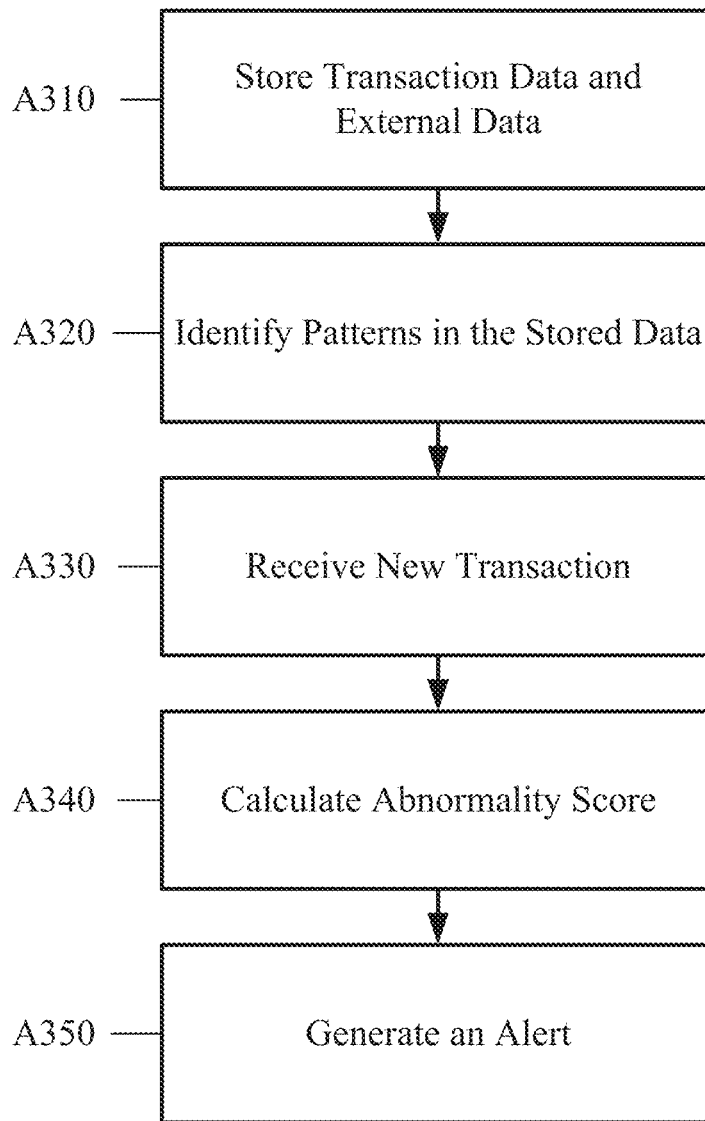 A310
Store Transaction Data and
External Data
A320
Identify Patterns in the Stored Data
A330
Receive New Transaction
A340
Calculate Abnormality Score
A350
Generate an Alert